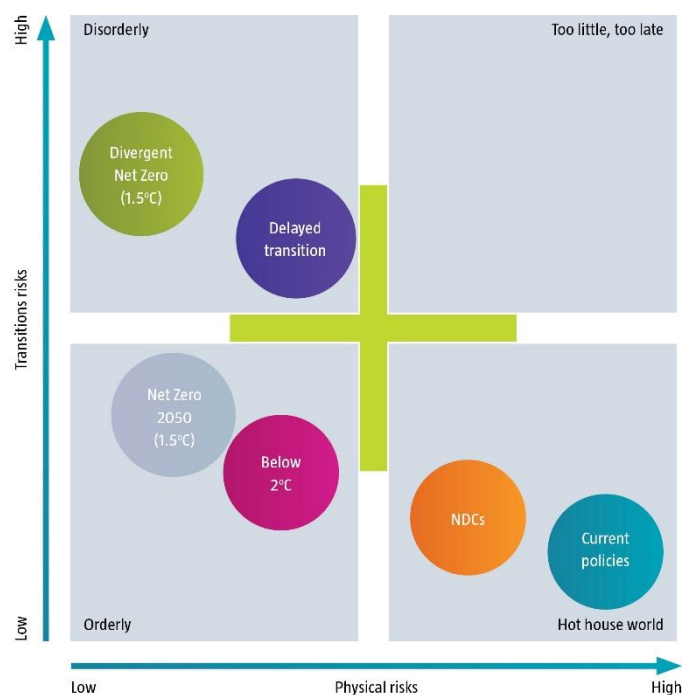 High
Disorderly
Too little, too late
Divergent
Net Zero
(1.5°C)
Delayed
transition
Transitions risks
Net Zero
2050
(1.5°C)
Below
2°C
NDCs
Current
policies
Low
Orderly
Hot house world
Low
Physical risks
High